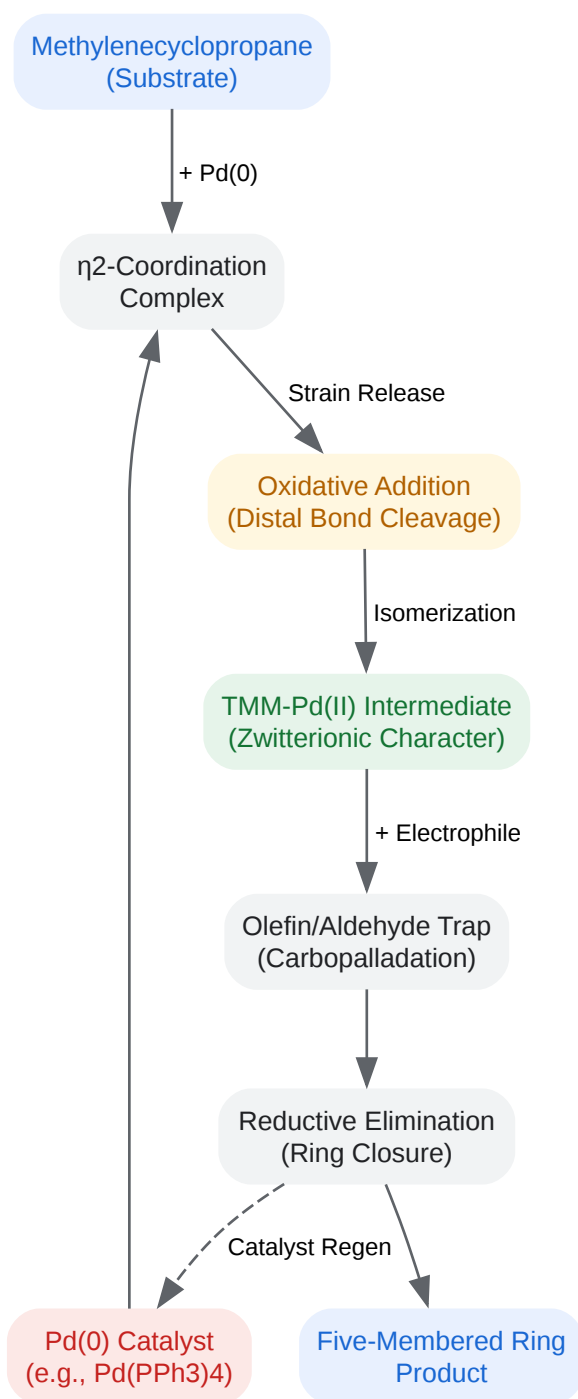 Methylenecyclopropane
(Substrate)
+ Pd(0)
η2-Coordination
Complex
Strain Release
Oxidative Addition
(Distal Bond Cleavage)
Isomerization
TMM-Pd(II) Intermediate
(Zwitterionic Character)
+ Electrophile
Olefin/Aldehyde Trap
(Carbopalladation)
Reductive Elimination
(Ring Closure)
Catalyst Regen
Pd(0) Catalyst
(e.g., Pd(PPh3)4)
Five-Membered Ring
Product